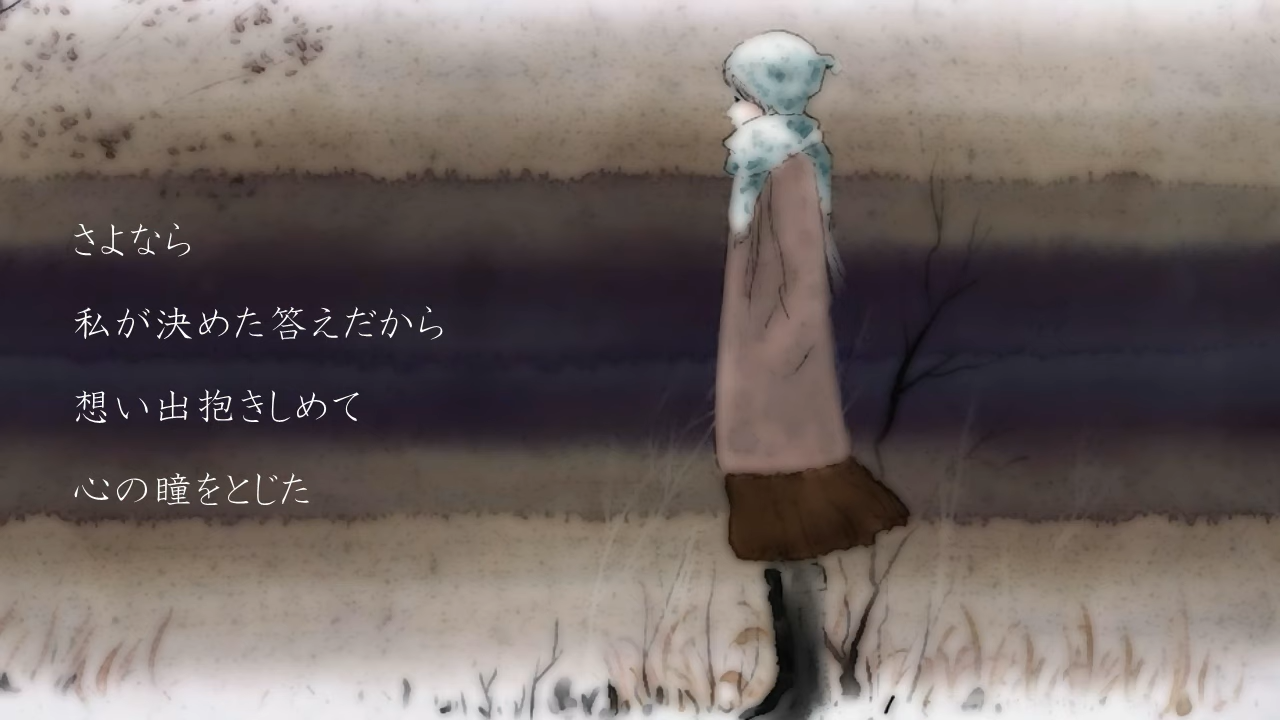 さよなら
私が決めた答えだから
想い出抱きしめて
心の瞳をとじた